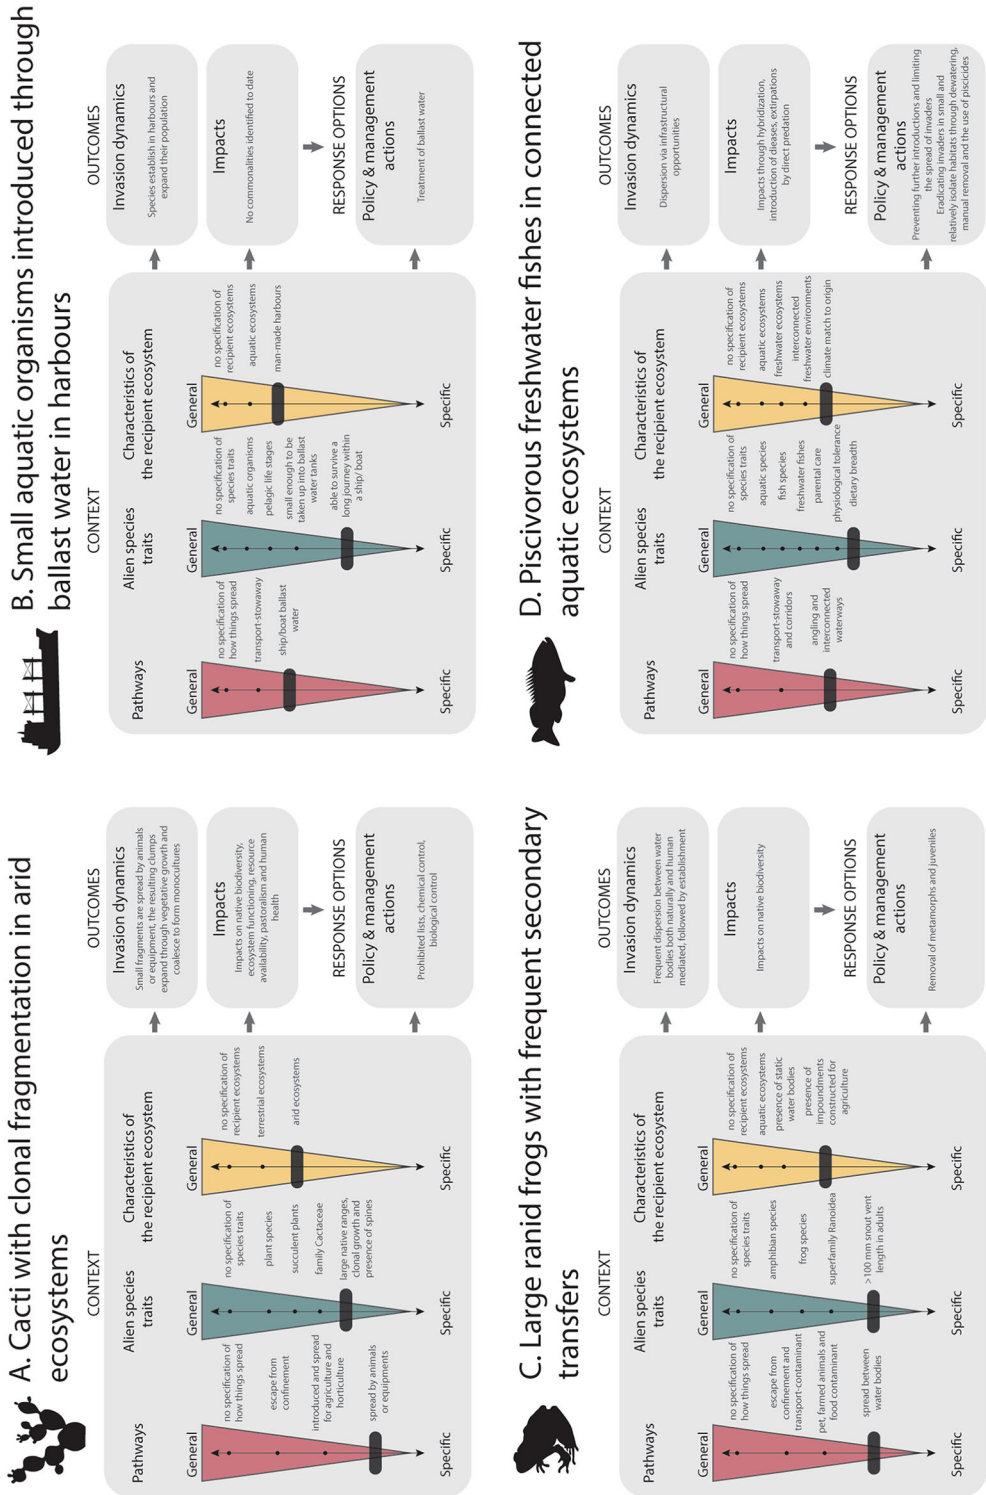 A. Cacti with clonal fragmentation in arid
ecosystems
CONTEXT
Pathways
General
no specification of
how things spread
escape from
confinement
introduced and spread
for agriculture and
horticulture
spread by animals
or equipments
Specific
Alien species
traits
General
no specification of
species traits
plant species
succulent plants
family Cactaceae
large native ranges,
clonal growth and
presence of spines
Specific
Characteristics of
the recipient ecosystem
General
no specification of
recipient ecosystems
terrestrial ecosystems
arid ecosystems
Specific
OUTCOMES
Invasion dynamics
Small fragments are spread by animals
or equipment, the resulting clumps
expand through vegetative growth and
coalesce to form monocultures
Impacts
Impacts on native biodiversity,
ecosystem functioning, resource
availability, pastoralism and human
health
RESPONSE OPTIONS
Policy & management
actions
Prohibited lists, chemical control,
biological control
B. Small aquatic organisms introduced through
ballast water in harbours
CONTEXT
Pathways
General
no specification of
how things spread
transport-stowaway
ship/boat ballast
water
Specific
Alien species
traits
General
no specification of
species traits
aquatic organisms
pelagic life stages
small enough to be
taken up into ballast
water tanks
able to survive a
long journey within
a ship/ boat
Specific
Characteristics of
the recipient ecosystem
General
no specification of
recipient ecosystems
aquatic ecosystems
man-made harbours
Specific
OUTCOMES
Invasion dynamics
Species establish in harbours and
expand their population
Impacts
No commonalities identified to date
RESPONSE OPTIONS
Policy & management
actions
Treatment of ballast water
C. Large ranid frogs with frequent secondary
transfers
CONTEXT
Pathways
General
no specification of
how things spread
escape from
confinement and
transport-contaminant
pet, farmed animals and
food contaminant
spread between
water bodies
Specific
Alien species
traits
General
no specification of
species traits
amphibian species
frog species
superfamily Ranoidea
>100 mm snout vent
length in adults
Specific
Characteristics of
the recipient ecosystem
General
no specification of
recipient ecosystems
aquatic ecosystems
presence of static
water bodies
presence of
impoundments
constructed for
agriculture
Specific
OUTCOMES
Invasion dynamics
Frequent dispersion between water
bodies both naturally and human
mediated, followed by establishment
Impacts
Impacts on native biodiversity
RESPONSE OPTIONS
Policy & management
actions
Removal of metamorphs and juveniles
D. Piscivorous freshwater fishes in connected
aquatic ecosystems
CONTEXT
Pathways
General
no specification of
how things spread
transport-stowaway
and corridors
angling and
interconnected
waterways
Specific
Alien species
traits
General
no specification of
species traits
aquatic species
fish species
freshwater fishes
parental care
physiological tolerance
dietary breadth
Specific
Characteristics of
the recipient ecosystem
General
no specification of
recipient ecosystems
aquatic ecosystems
freshwater ecosystems
interconnected
freshwater environments
climate match to origin
Specific
OUTCOMES
Invasion dynamics
Dispersion via infrastructural
opportunities
Impacts
Impacts through hybridization,
introduction of dieases, extirpations
by direct predation
RESPONSE OPTIONS
Policy & management
actions
Preventing further introductions and limiting
the spread of invaders
Eradicating invaders in small and
relatively isolate habitats through dewatering,
manual removal and the use of piscicides